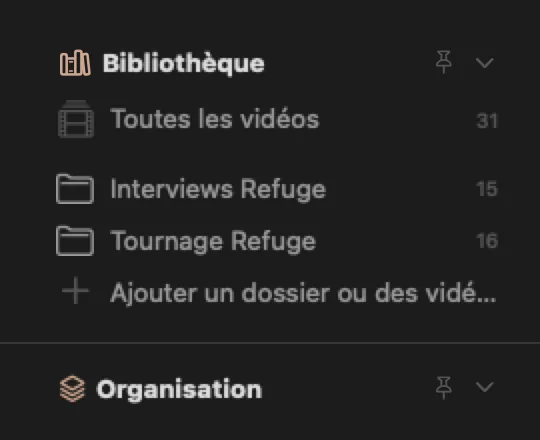 Bibliothèque
Toutes les vidéos 31
Interviews Refuge 15
Tournage Refuge 16
Ajouter un dossier ou des vidé...
Organisation